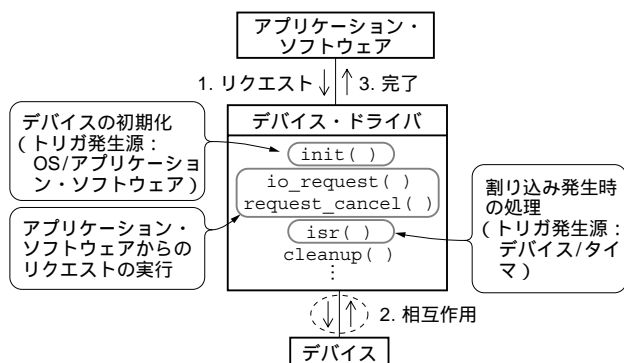 アプリケーション・
ソフトウェア
1. リクエスト
3. 完了
デバイスの初期化
（トリガ発生源：
OS/アプリケーショ
ン・ソフトウェア）
デバイス・ドライバ
init( )
io_request( )
request_cancel( )
isr( )
cleanup( )
⋮
アプリケーション・
ソフトウェアからの
リクエストの実行
割り込み発生時
の処理
（トリガ発生源：
デバイス/タイ
マ）
2. 相互作用
デバイス